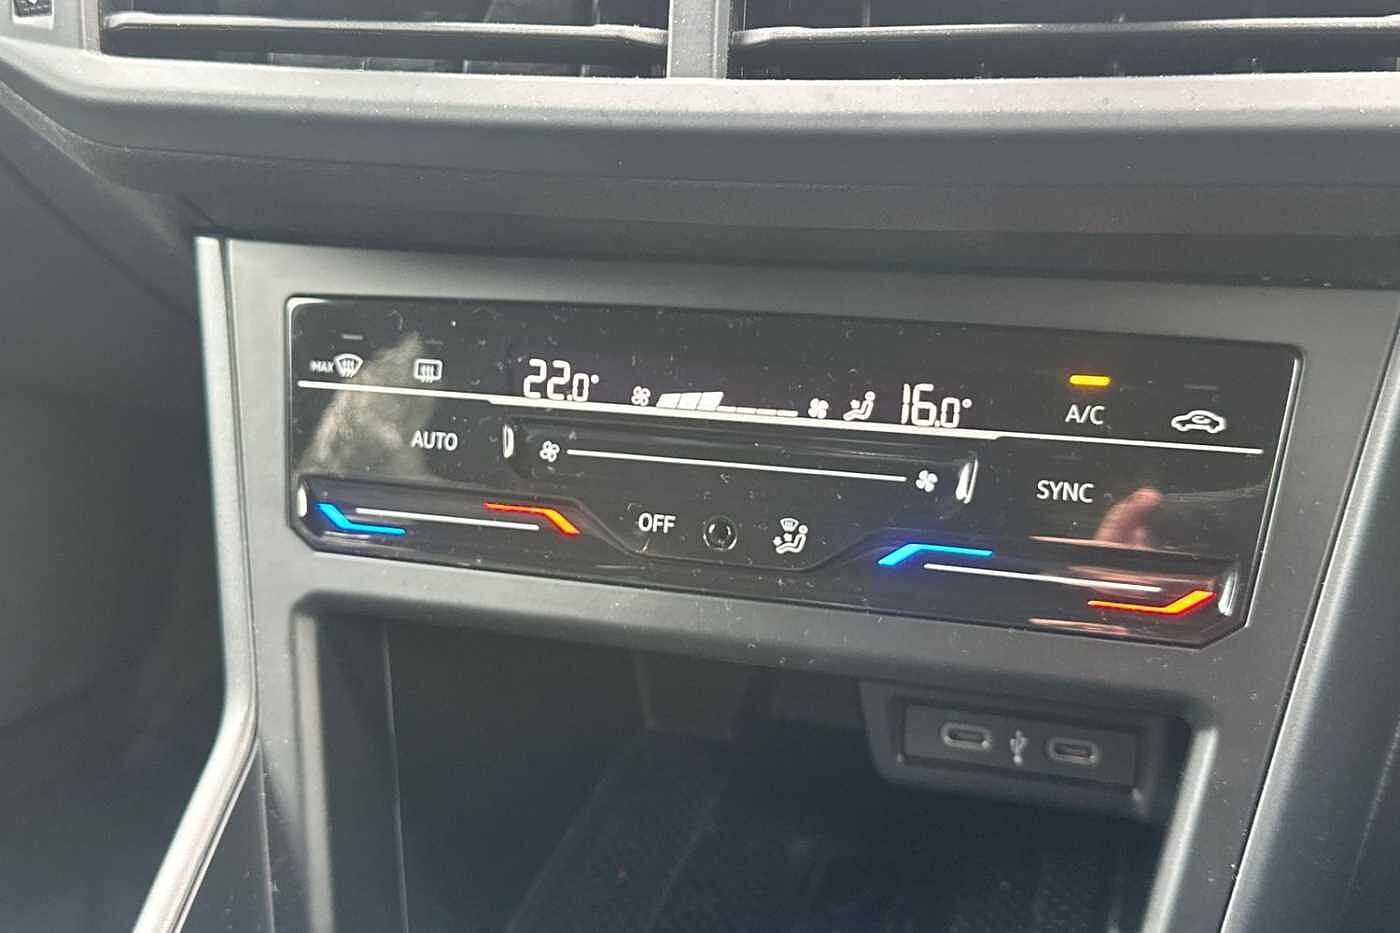 MAX
22.0° 16.0°
A/C
AUTO
SYNC
OFF